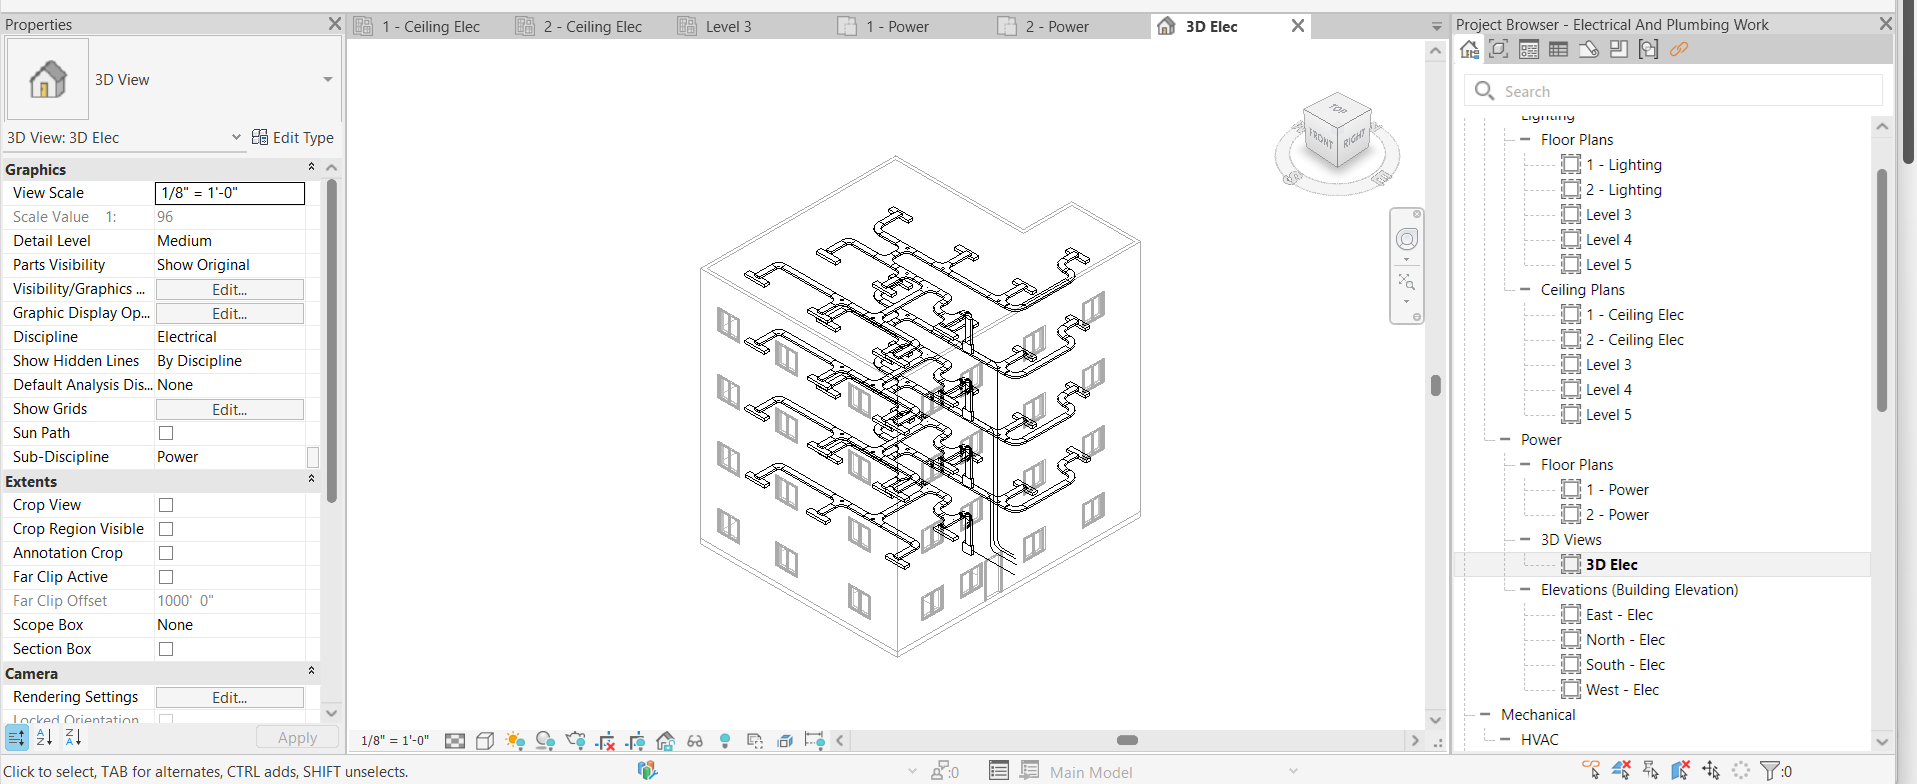 Properties
3D View
3D View: 3D Elec
Edit Type
Graphics
View Scale 1/8" = 1'-0"
Scale Value 1: 96
Detail Level Medium
Parts Visibility Show Original
Visibility/Graphics ... Edit...
Graphic Display Op... Edit...
Discipline Electrical
Show Hidden Lines By Discipline
Default Analysis Dis... None
Show Grids Edit...
Sun Path
Sub-Discipline Power
Extents
Crop View
Crop Region Visible
Annotation Crop
Far Clip Active
Far Clip Offset 1000' 0"
Scope Box None
Section Box
Camera
Rendering Settings Edit...
Locked Orientation
Apply
1 - Ceiling Elec
2 - Ceiling Elec
Level 3
1 - Power
2 - Power
3D Elec
TOP
FRONT
RIGHT
1/8" = 1'-0"
Project Browser - Electrical And Plumbing Work
Search
Lighting
Floor Plans
1 - Lighting
2 - Lighting
Level 3
Level 4
Level 5
Ceiling Plans
1 - Ceiling Elec
2 - Ceiling Elec
Level 3
Level 4
Level 5
Power
Floor Plans
1 - Power
2 - Power
3D Views
3D Elec
Elevations (Building Elevation)
East - Elec
North - Elec
South - Elec
West - Elec
Mechanical
HVAC
Click to select, TAB for alternates, CTRL adds, SHIFT unselects.
:0
Main Model
:0